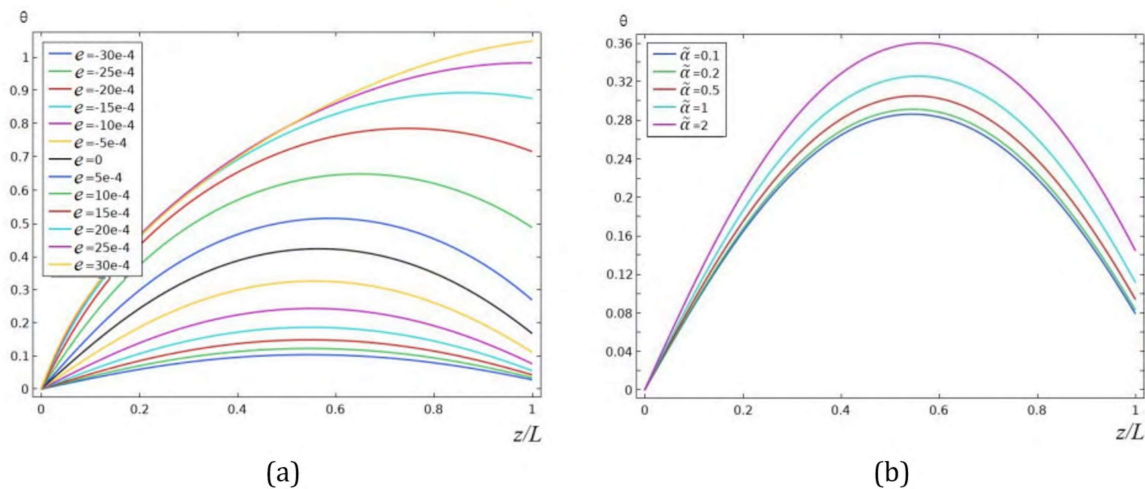 θ
1
0.9
0.8
0.7
0.6
0.5
0.4
0.3
0.2
0.1
0
e=-30e-4
e=-25e-4
e=-20e-4
e=-15e-4
e=-10e-4
e=-5e-4
e=0
e=5e-4
e=10e-4
e=15e-4
e=20e-4
e=25e-4
e=30e-4
0 0.2 0.4 0.6 0.8 1
z/L
(a)
θ
0.36
0.32
0.28
0.24
0.2
0.16
0.12
0.08
0.04
0
α̃=0.1
α̃=0.2
α̃=0.5
α̃=1
α̃=2
0 0.2 0.4 0.6 0.8 1
z/L
(b)